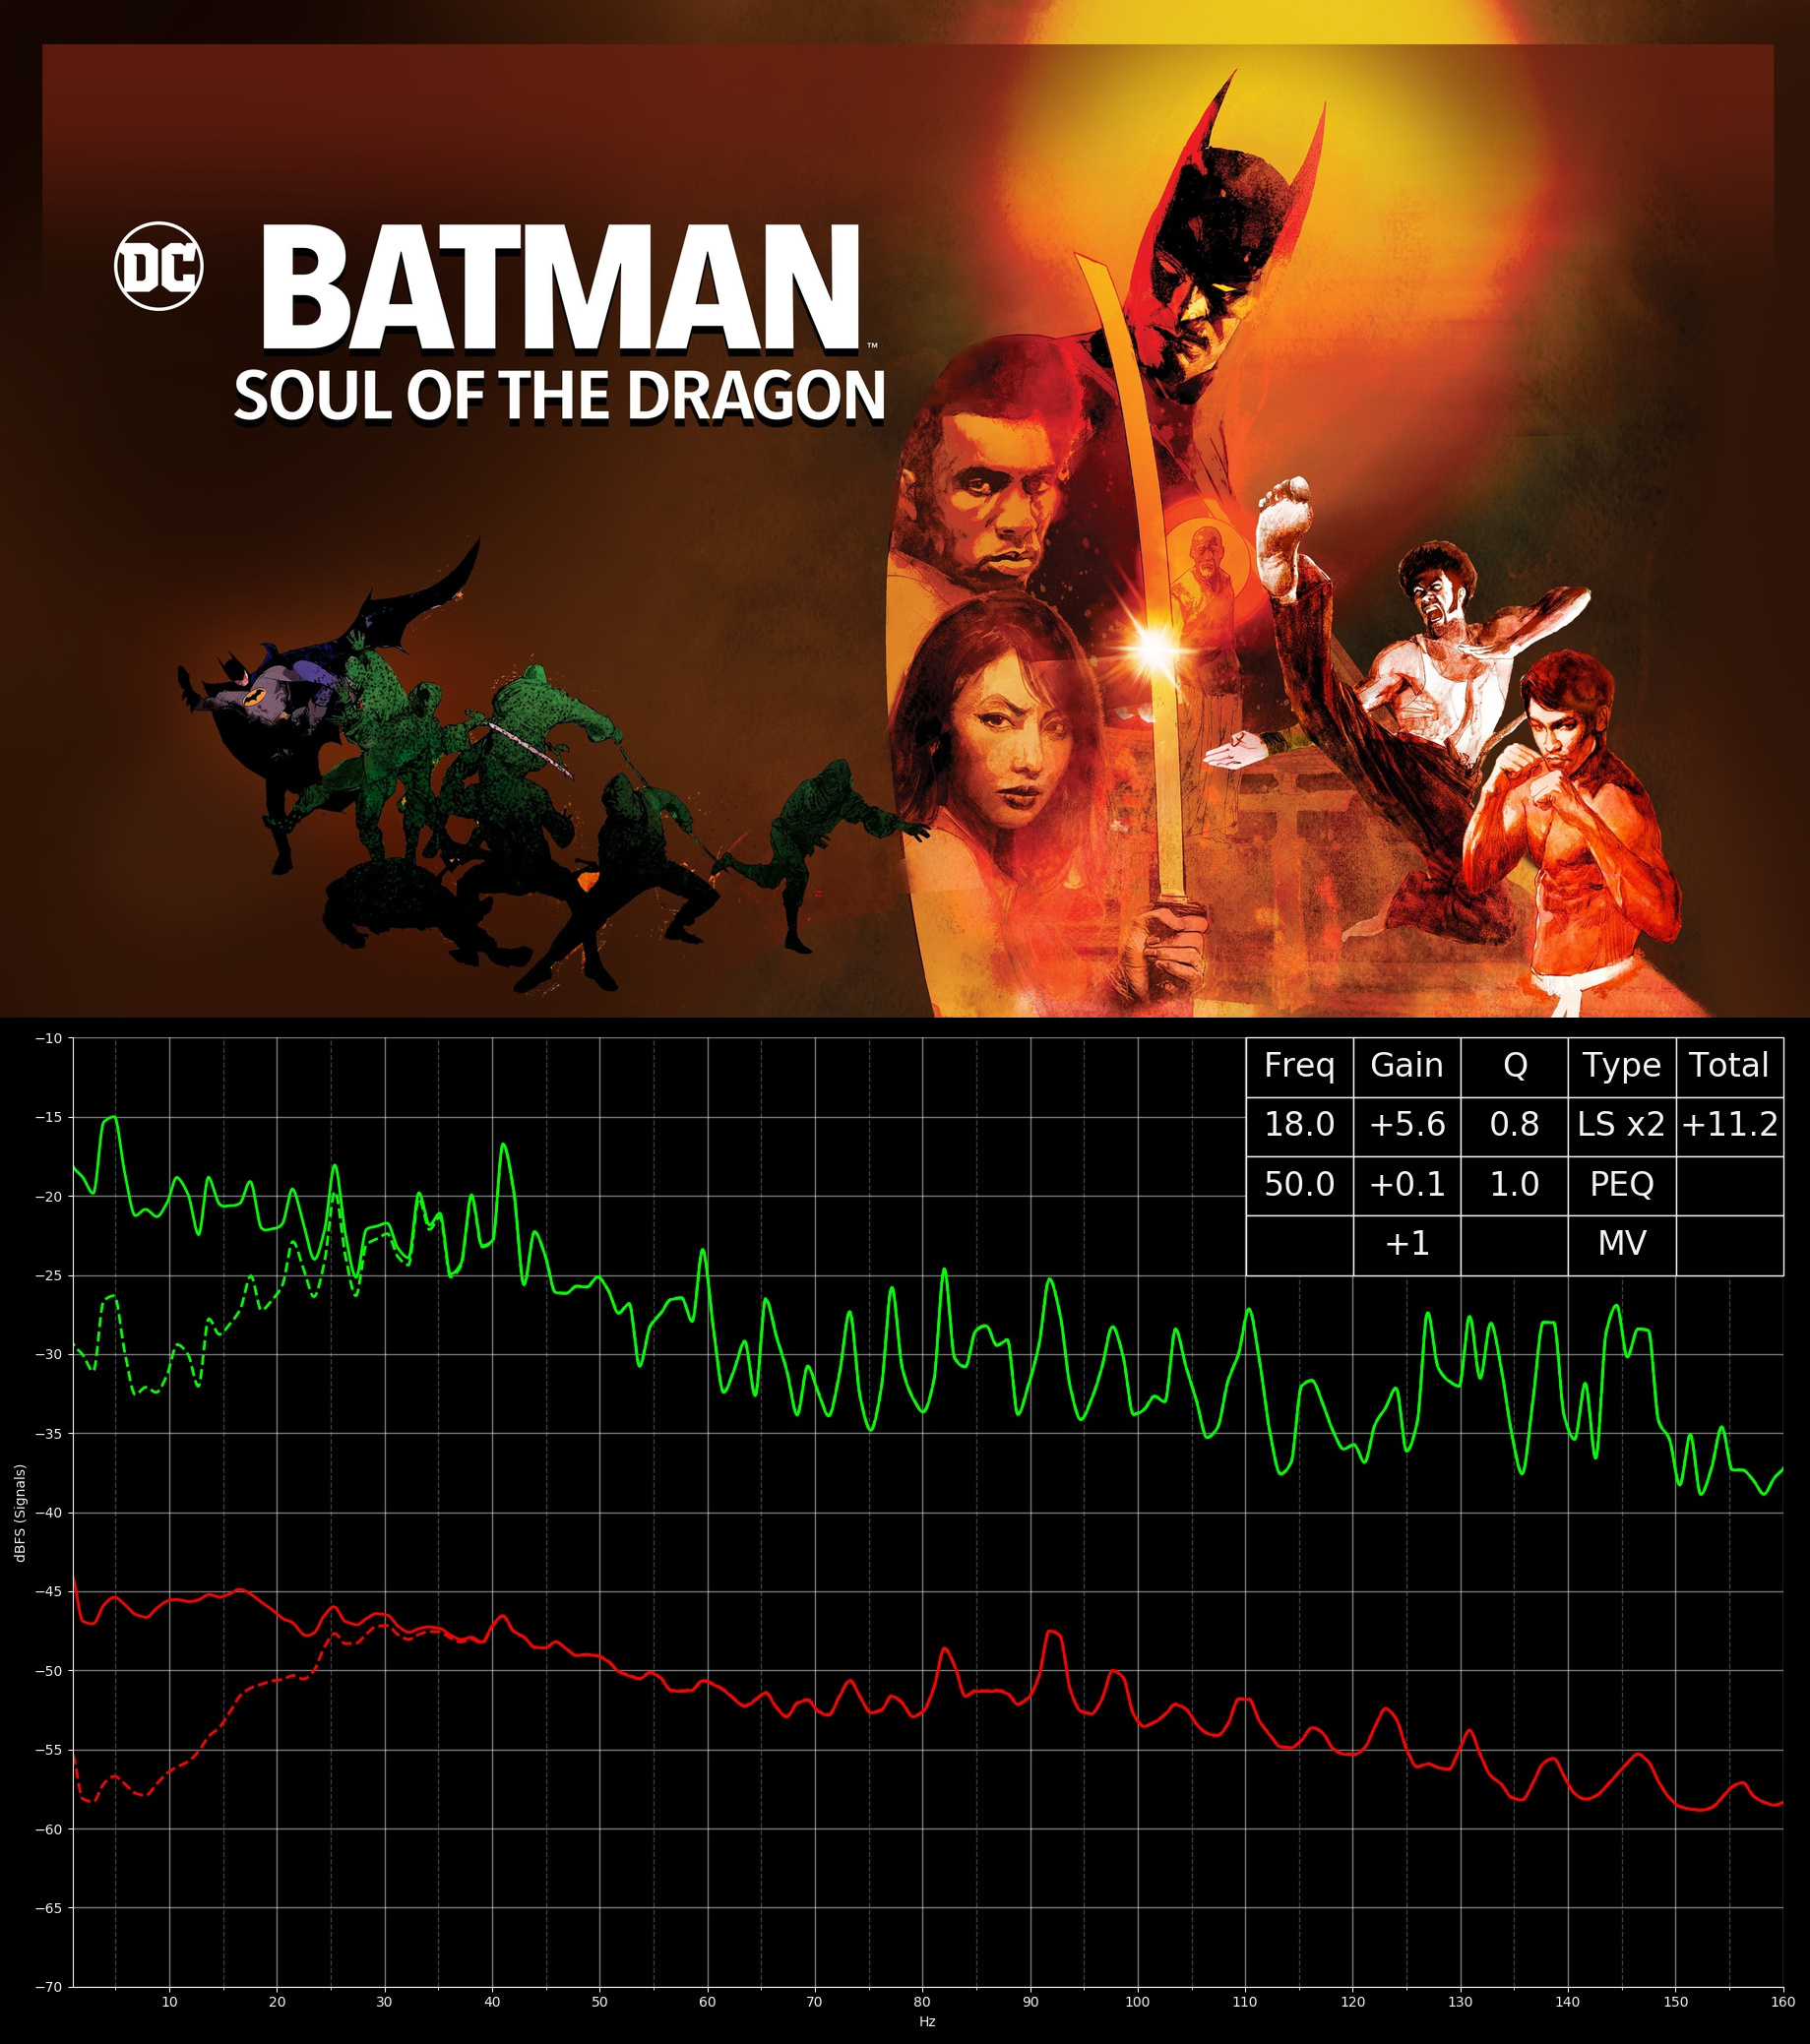 DC
BATMAN™
SOUL OF THE DRAGON
Freq Gain Q Type Total
18.0 +5.6 0.8 LS x2 +11.2
50.0 +0.1 1.0 PEQ
+1 MV
−10
−15
−20
−25
−30
−35
−40
−45
−50
−55
−60
−65
−70
dBFS (Signals)
10 20 30 40 50 60 70 80 90 100 110 120 130 140 150 160
Hz